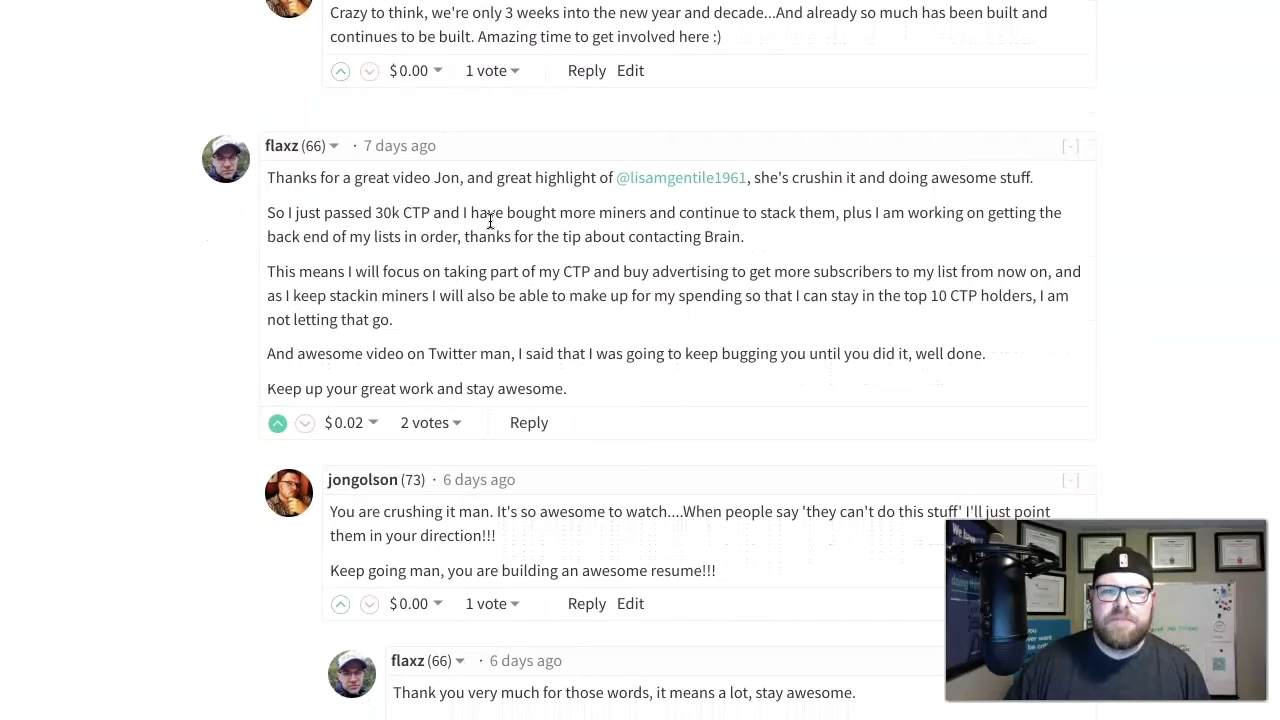 Crazy to think, we're only 3 weeks into the new year and decade...And already so much has been built and
continues to be built. Amazing time to get involved here :)
$0.00 1 vote Reply Edit
flaxz (66) · 7 days ago [-]
Thanks for a great video Jon, and great highlight of @lisamgentile1961, she's crushin it and doing awesome stuff.
So I just passed 30k CTP and I have bought more miners and continue to stack them, plus I am working on getting the
back end of my lists in order, thanks for the tip about contacting Brain.
This means I will focus on taking part of my CTP and buy advertising to get more subscribers to my list from now on, and
as I keep stackin miners I will also be able to make up for my spending so that I can stay in the top 10 CTP holders, I am
not letting that go.
And awesome video on Twitter man, I said that I was going to keep bugging you until you did it, well done.
Keep up your great work and stay awesome.
$0.02 2 votes Reply
jongolson (73) · 6 days ago [-]
You are crushing it man. It's so awesome to watch....When people say 'they can't do this stuff' I'll just point
them in your direction!!!
Keep going man, you are building an awesome resume!!!
$0.00 1 vote Reply Edit
flaxz (66) · 6 days ago
Thank you very much for those words, it means a lot, stay awesome.